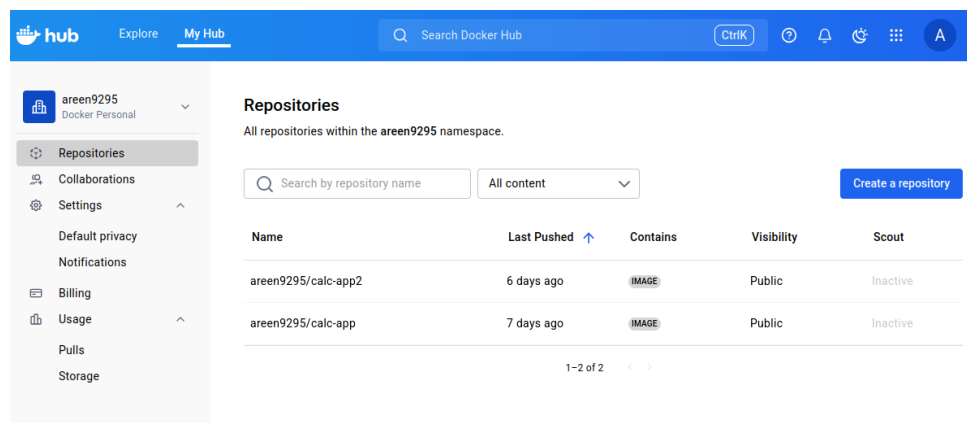 hub Explore My Hub Search Docker Hub CtrlK A
areen9295
Docker Personal
Repositories
Collaborations
Settings
Default privacy
Notifications
Billing
Usage
Pulls
Storage
Repositories
All repositories within the areen9295 namespace.
Search by repository name All content Create a repository
Name Last Pushed Contains Visibility Scout
areen9295/calc-app2 6 days ago IMAGE Public Inactive
areen9295/calc-app 7 days ago IMAGE Public Inactive
1–2 of 2